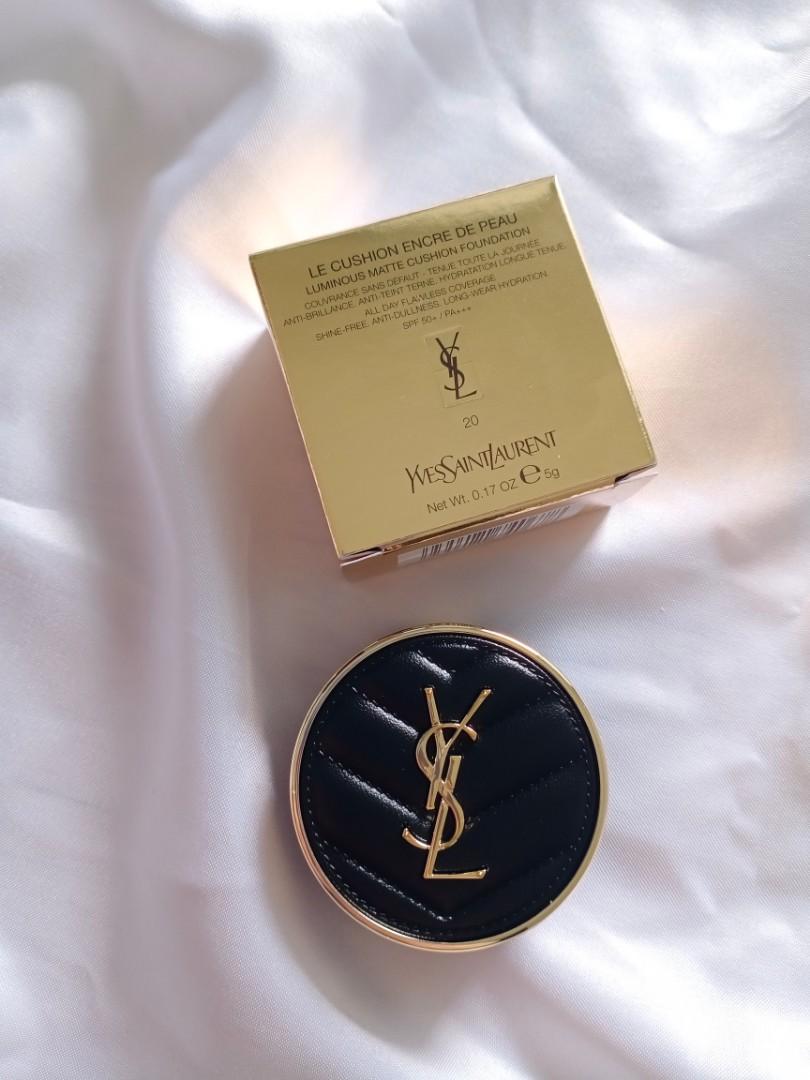 LE CUSHION ENCRE DE PEAU
LUMINOUS MATTE CUSHION FOUNDATION
COUVRANCE SANS DEFAUT - TENUE TOUTE LA JOURNÉE
ANTI-BRILLANCE. ANTI-TEINT TERNE. HYDRATATION LONGUE TENUE.
ALL DAY FLAWLESS COVERAGE
SHINE-FREE. ANTI-DULLNESS. LONG-WEAR HYDRATION.
SPF 50+ / PA+++
YSL
20
YVESSAINTLAURENT
Net Wt. 0.17 OZ ℮ 5g
YSL